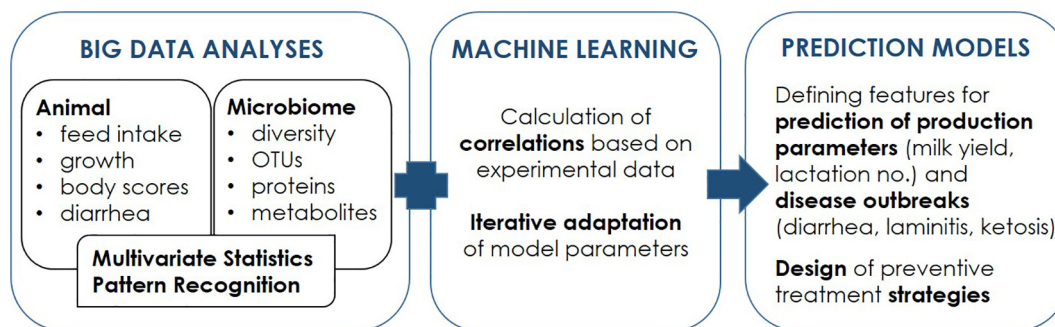 BIG DATA ANALYSES
Animal
• feed intake
• growth
• body scores
• diarrhea
Microbiome
• diversity
• OTUs
• proteins
• metabolites
Multivariate Statistics
Pattern Recognition
MACHINE LEARNING
Calculation of
correlations based on
experimental data
Iterative adaptation
of model parameters
PREDICTION MODELS
Defining features for
prediction of production
parameters (milk yield,
lactation no.) and
disease outbreaks
(diarrhea, laminitis, ketosis)
Design of preventive
treatment strategies